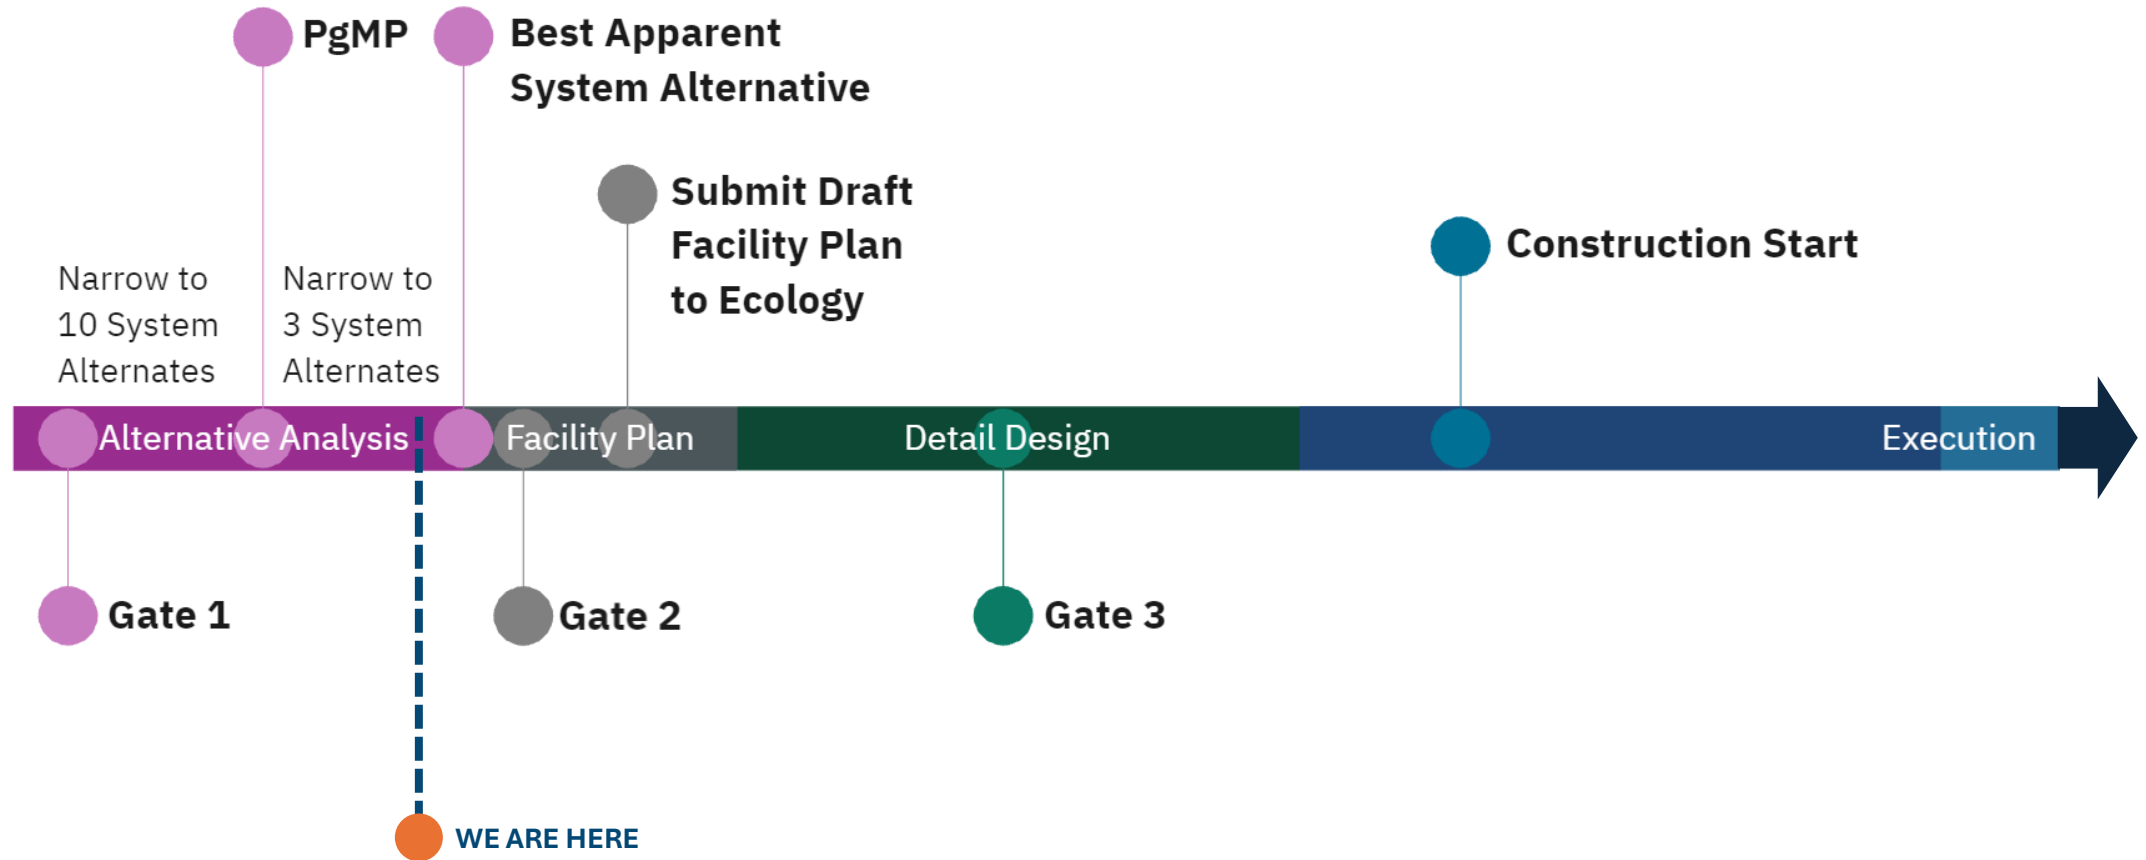 PgMP
Best Apparent
System Alternative
Submit Draft
Facility Plan
to Ecology
Construction Start
Narrow to
10 System
Alternates
Narrow to
3 System
Alternates
Alternative Analysis
Facility Plan
Detail Design
Execution
Gate 1
Gate 2
Gate 3
WE ARE HERE